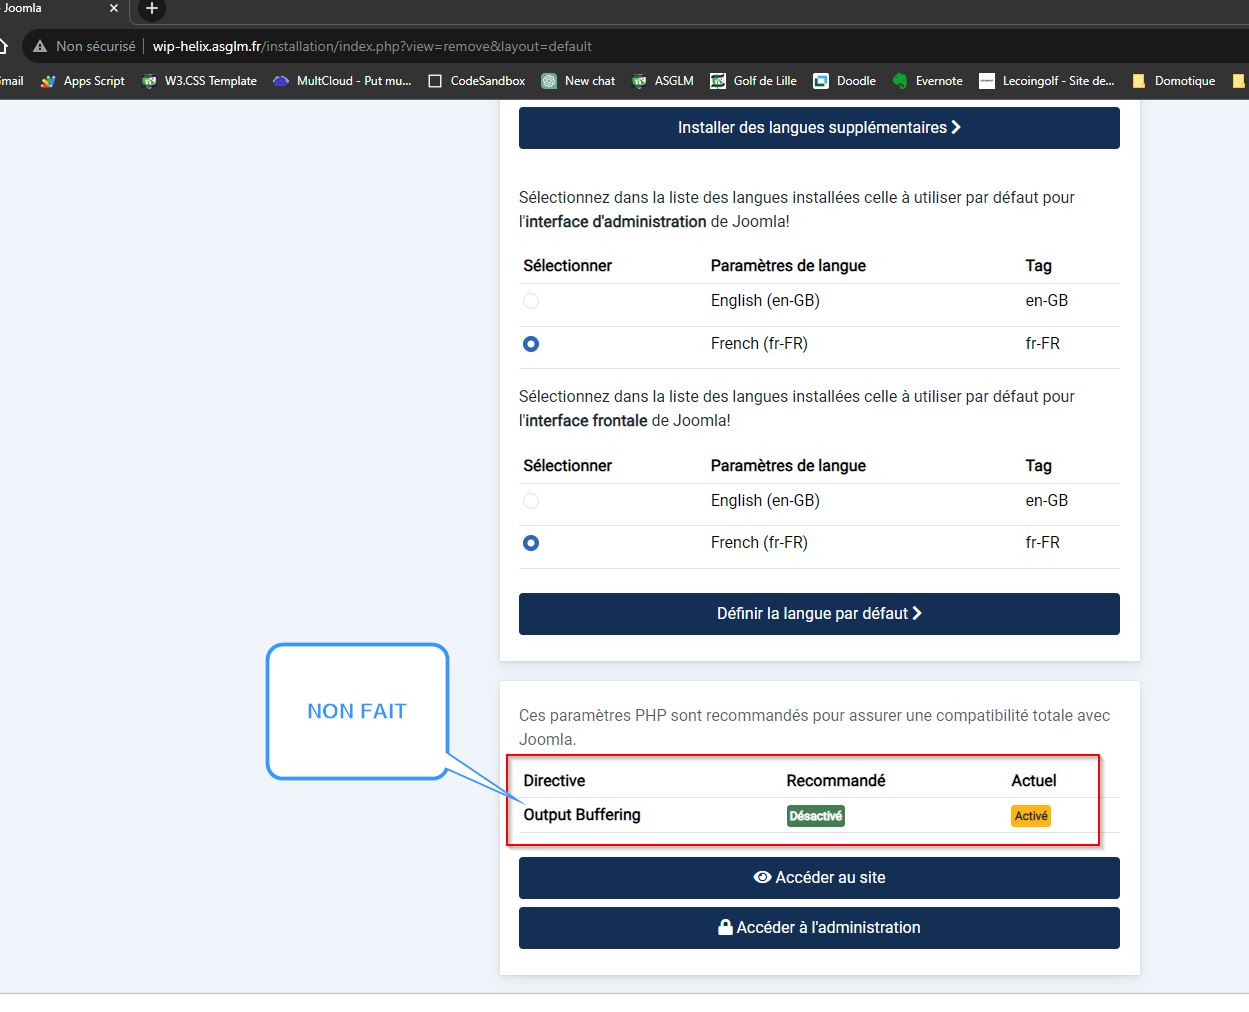 Joomla
Non sécurisé wip-helix.asglm.fr/installation/index.php?view=remove&layout=default
mail Apps Script W3.CSS Template MultCloud - Put mu... CodeSandbox New chat ASGLM Golf de Lille Doodle Evernote Lecoingolf - Site de... Domotique
Installer des langues supplémentaires
Sélectionnez dans la liste des langues installées celle à utiliser par défaut pour
l'interface d'administration de Joomla!
Sélectionner Paramètres de langue Tag
English (en-GB) en-GB
French (fr-FR) fr-FR
Sélectionnez dans la liste des langues installées celle à utiliser par défaut pour
l'interface frontale de Joomla!
Sélectionner Paramètres de langue Tag
English (en-GB) en-GB
French (fr-FR) fr-FR
Définir la langue par défaut
NON FAIT
Ces paramètres PHP sont recommandés pour assurer une compatibilité totale avec
Joomla.
Directive Recommandé Actuel
Output Buffering Désactivé Activé
Accéder au site
Accéder à l'administration